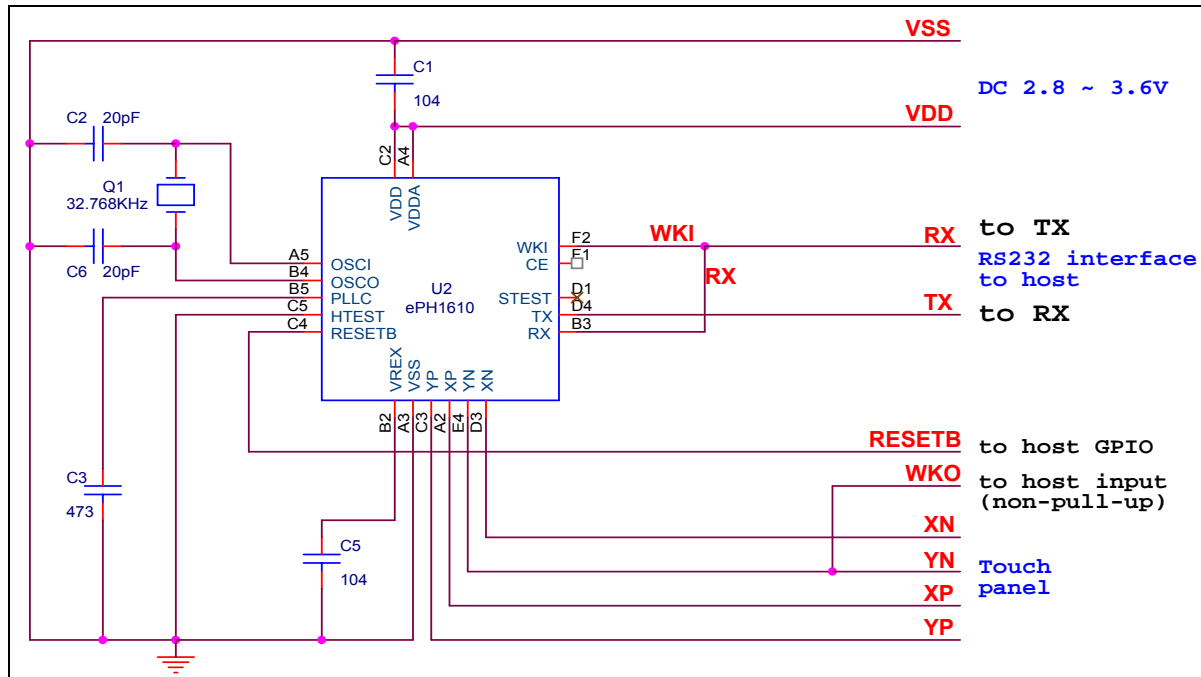 VSS
C1
104
DC 2.8 ~ 3.6V
VDD
C2 20pF
C2
A4
VDD
VDDA
Q1
32.768KHz
C6 20pF
WKI
RX
to TX
RS232 interface
to host
RX
A5
B4
B5
C5
C4
OSCI
OSCO
PLLC
HTEST
RESETB
U2
ePH1610
WKI
CE
STEST
TX
RX
F2
E1
D1
D4
B3
TX
to RX
VREX
VSS
YP
XP
YN
XN
B2
A3
C3
A2
E4
D3
RESETB
to host GPIO
WKO
to host input
(non-pull-up)
C3
473
C5
104
XN
YN
XP
YP
Touch
panel